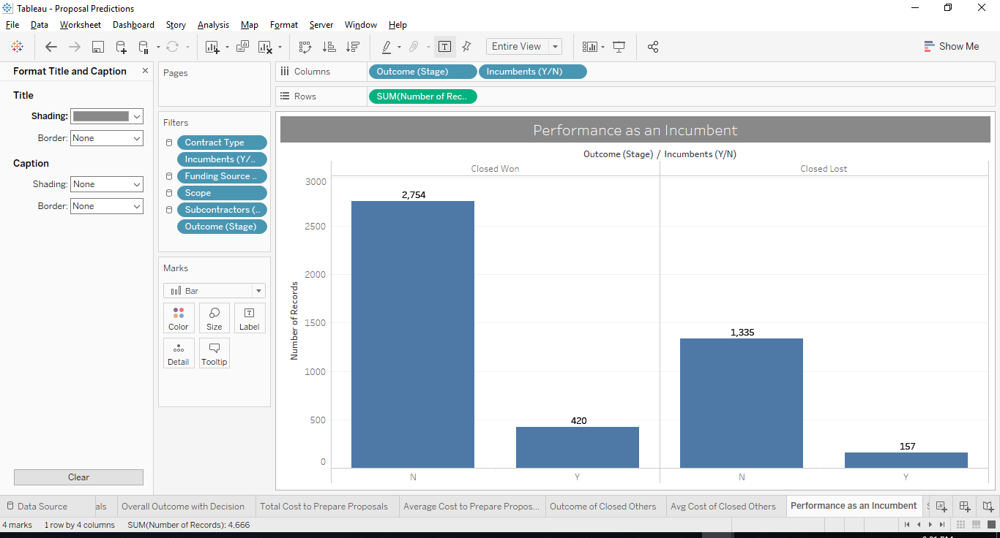 Tableau - Proposal Predictions
File Data Worksheet Dashboard Story Analysis Map Format Server Window Help
Entire View
Show Me
Format Title and Caption
Title
Shading:
Border: None
Caption
Shading: None
Border: None
Clear
Pages
Filters
Contract Type
Incumbents (Y/..
Funding Source ..
Scope
Subcontractors (..
Outcome (Stage)
Marks
Bar
Color Size Label
Detail Tooltip
Columns Outcome (Stage) Incumbents (Y/N)
Rows SUM(Number of Rec..
Performance as an Incumbent
Outcome (Stage) / Incumbents (Y/N)
Closed Won Closed Lost
Number of Records
3000
2500
2000
1500
1000
500
0
2,754
420
1,335
157
N Y N Y
Data Source als Overall Outcome with Decision Total Cost to Prepare Proposals Average Cost to Prepare Propos... Outcome of Closed Others Avg Cost of Closed Others Performance as an Incumbent
4 marks 1 row by 4 columns SUM(Number of Records): 4,666